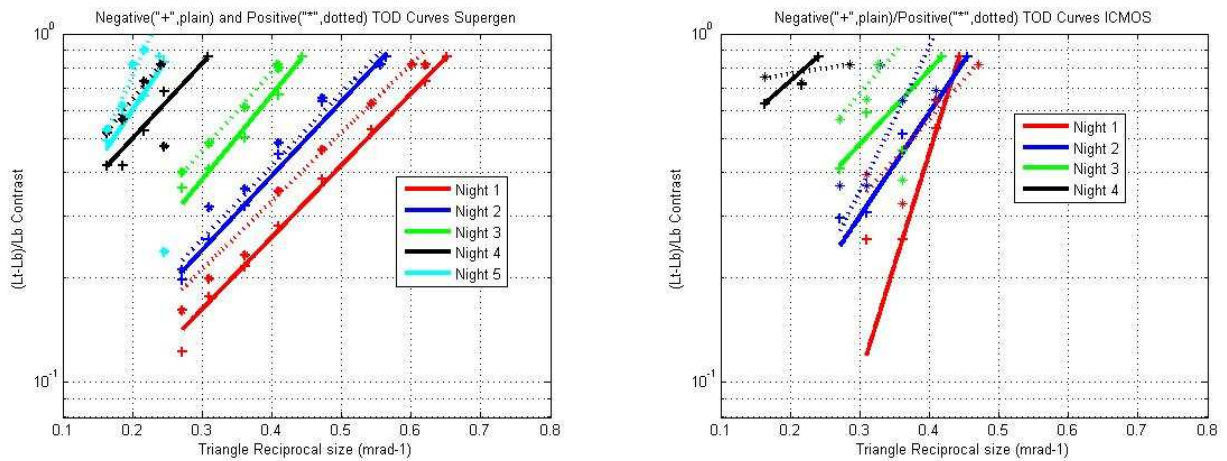 Negative("+",plain) and Positive("*",dotted) TOD Curves Supergen
10^0
10^-1
(Lt-Lb)/Lb Contrast
Night 1
Night 2
Night 3
Night 4
Night 5
0.1 0.2 0.3 0.4 0.5 0.6 0.7 0.8
Triangle Reciprocal size (mrad-1)
Negative("+",plain)/Positive("*",dotted) TOD Curves ICMOS
10^0
10^-1
(Lt-Lb)/Lb Contrast
Night 1
Night 2
Night 3
Night 4
0.1 0.2 0.3 0.4 0.5 0.6 0.7 0.8
Triangle Reciprocal size (mrad-1)